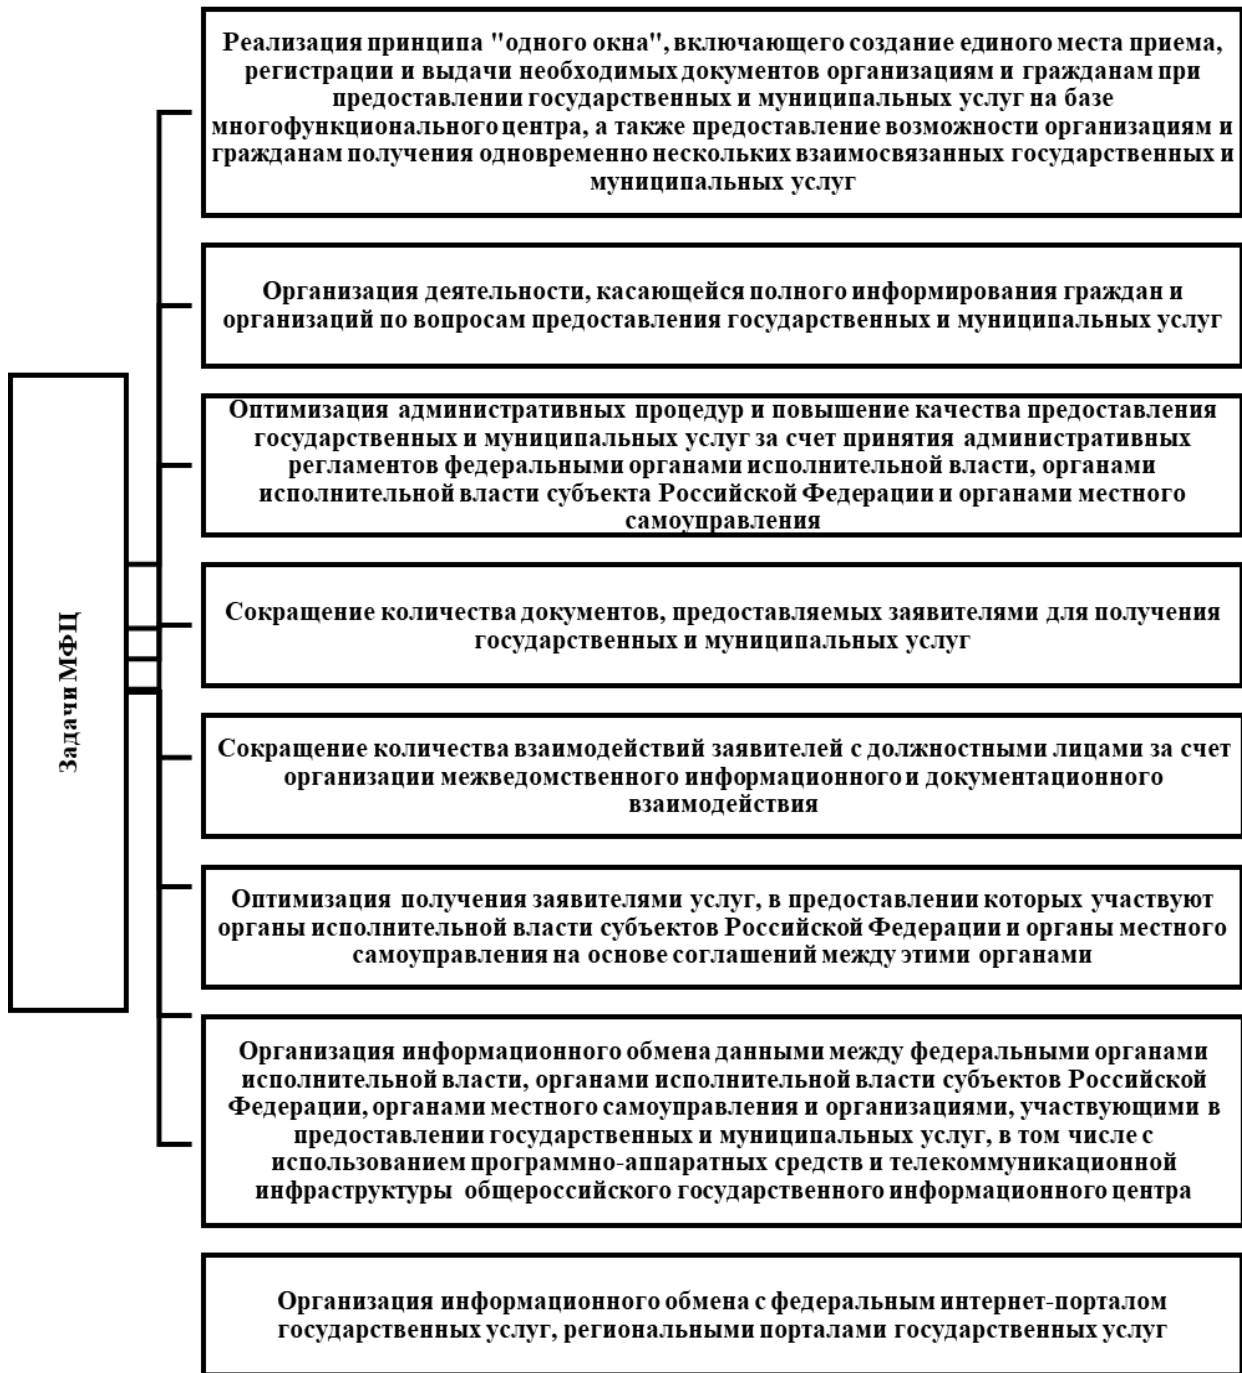 Реализация принципа "одного окна", включающего создание единого места приема,
регистрации и выдачи необходимых документов организациям и гражданам при
предоставлении государственных и муниципальных услуг на базе
многофункционального центра, а также предоставление возможности организациям и
гражданам получения одновременно нескольких взаимосвязанных государственных и
муниципальных услуг
Организация деятельности, касающейся полного информирования граждан и
организаций по вопросам предоставления государственных и муниципальных услуг
Оптимизация административных процедур и повышение качества предоставления
государственных и муниципальных услуг за счет принятия административных
регламентов федеральными органами исполнительной власти, органами
исполнительной власти субъекта Российской Федерации и органами местного
самоуправления
Задачи МФЦ
Сокращение количества документов, предоставляемых заявителями для получения
государственных и муниципальных услуг
Сокращение количества взаимодействий заявителей с должностными лицами за счет
организации межведомственного информационного и документационного
взаимодействия
Оптимизация получения заявителями услуг, в предоставлении которых участвуют
органы исполнительной власти субъектов Российской Федерации и органы местного
самоуправления на основе соглашений между этими органами
Организация информационного обмена данными между федеральными органами
исполнительной власти, органами исполнительной власти субъектов Российской
Федерации, органами местного самоуправления и организациями, участвующими в
предоставлении государственных и муниципальных услуг, в том числе с
использованием программно-аппаратных средств и телекоммуникационной
инфраструктуры общероссийского государственного информационного центра
Организация информационного обмена с федеральным интернет-порталом
государственных услуг, региональными порталами государственных услуг